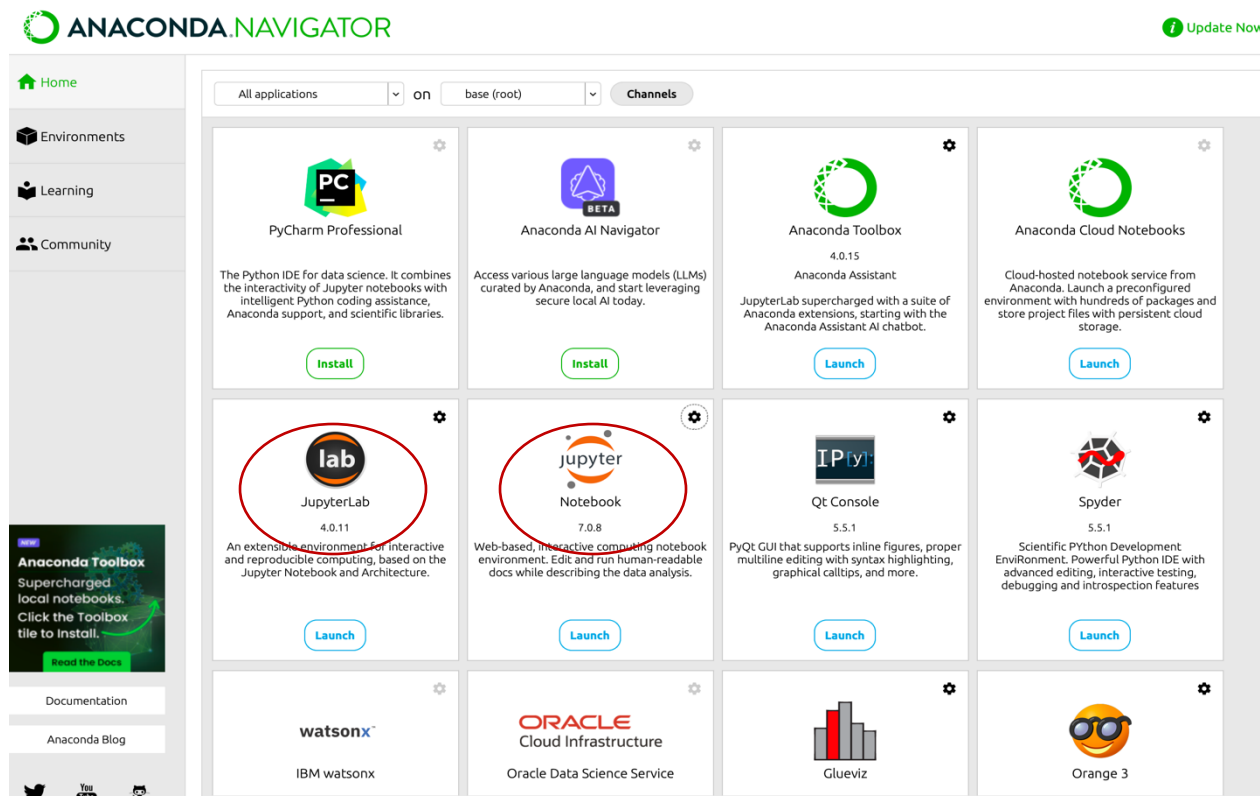 ANACONDA.NAVIGATOR
i Update Now
Home
Environments
Learning
Community
All applications
on
base (root)
Channels
PC
PyCharm Professional
The Python IDE for data science. It combines
the interactivity of Jupyter notebooks with
intelligent Python coding assistance,
Anaconda support, and scientific libraries.
Install
BETA
Anaconda AI Navigator
Access various large language models (LLMs)
curated by Anaconda, and start leveraging
secure local AI today.
Install
Anaconda Toolbox
4.0.15
Anaconda Assistant
JupyterLab supercharged with a suite of
Anaconda extensions, starting with the
Anaconda Assistant AI chatbot.
Launch
Anaconda Cloud Notebooks
Cloud-hosted notebook service from
Anaconda. Launch a preconfigured
environment with hundreds of packages and
store project files with persistent cloud
storage.
Launch
lab
JupyterLab
4.0.11
An extensible environment for interactive
and reproducible computing, based on the
Jupyter Notebook and Architecture.
Launch
jupyter
Notebook
7.0.8
Web-based, interactive computing notebook
environment. Edit and run human-readable
docs while describing the data analysis.
Launch
IP[y]:
Qt Console
5.5.1
PyQt GUI that supports inline figures, proper
multiline editing with syntax highlighting,
graphical calltips, and more.
Launch
Spyder
5.5.1
Scientific PYthon Development
EnviRonment. Powerful Python IDE with
advanced editing, interactive testing,
debugging and introspection features
Launch
NEW
Anaconda Toolbox
Supercharged
local notebooks.
Click the Toolbox
tile to Install.
Read the Docs
Documentation
Anaconda Blog
You
watsonx™
IBM watsonx
ORACLE
Cloud Infrastructure
Oracle Data Science Service
Glueviz
Orange 3